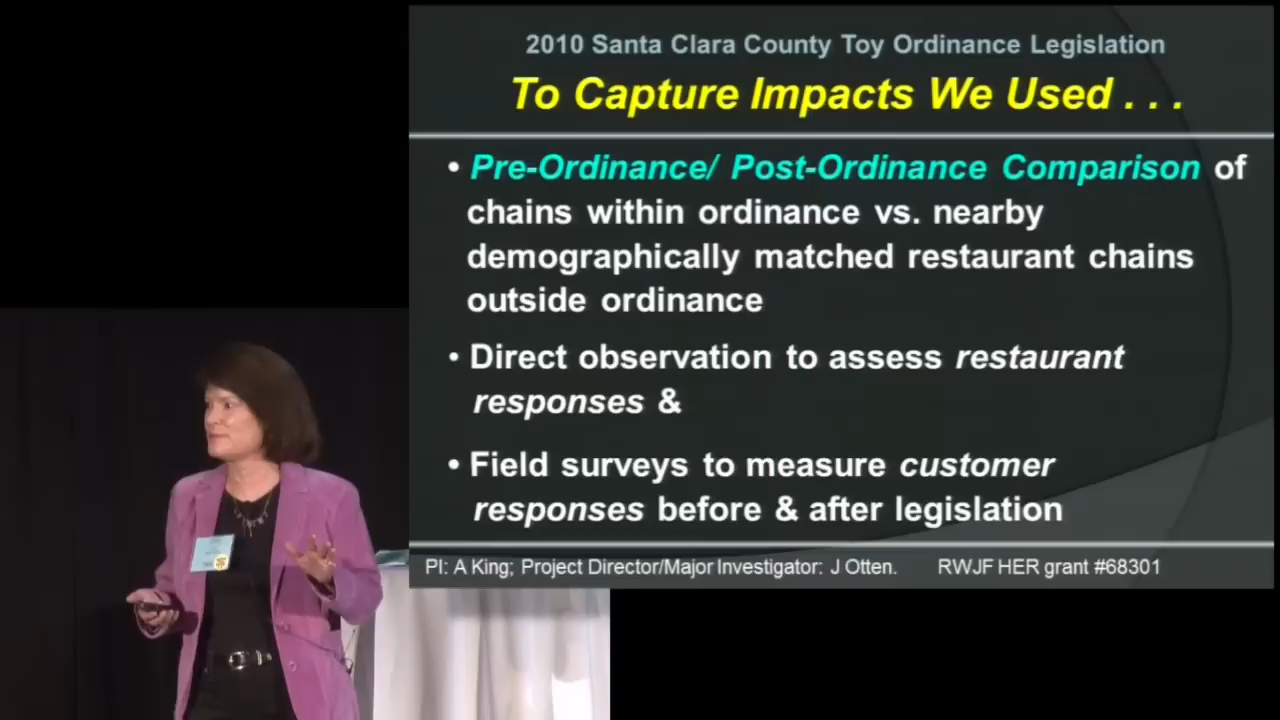 2010 Santa Clara County Toy Ordinance Legislation
To Capture Impacts We Used . . .
• Pre-Ordinance/ Post-Ordinance Comparison of
chains within ordinance vs. nearby
demographically matched restaurant chains
outside ordinance
• Direct observation to assess restaurant
responses &
• Field surveys to measure customer
responses before & after legislation
PI: A King; Project Director/Major Investigator: J Otten. RWJF HER grant #68301